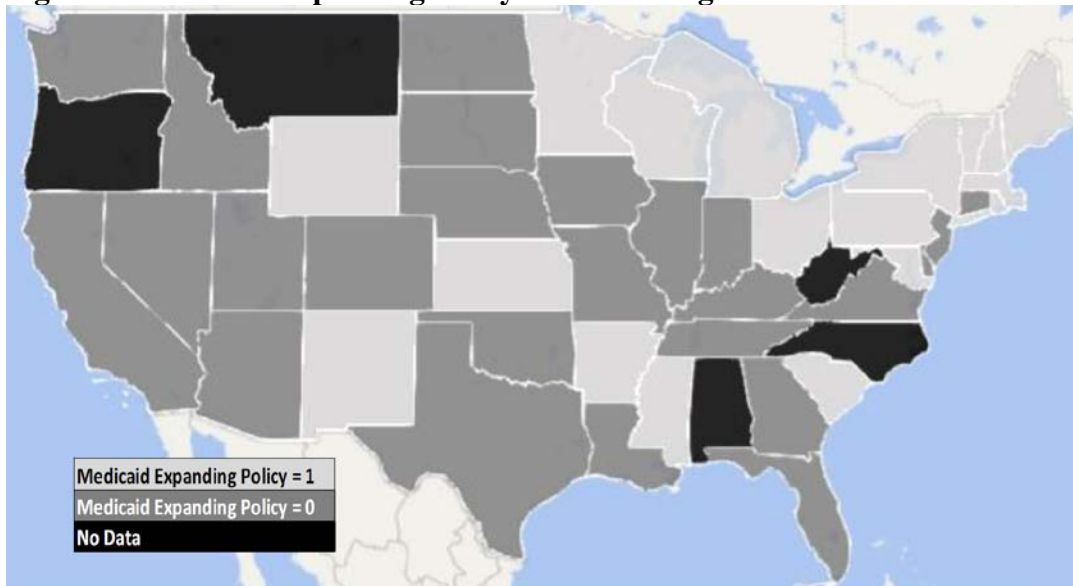 Medicaid Expanding Policy = 1
Medicaid Expanding Policy = 0
No Data